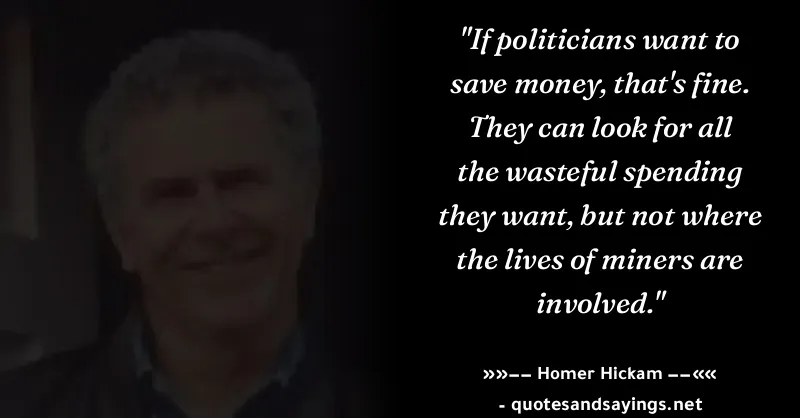 "If politicians want to
save money, that's fine.
They can look for all
the wasteful spending
they want, but not where
the lives of miners are
involved."
»»–– Homer Hickam ––««
- quotesandsayings.net